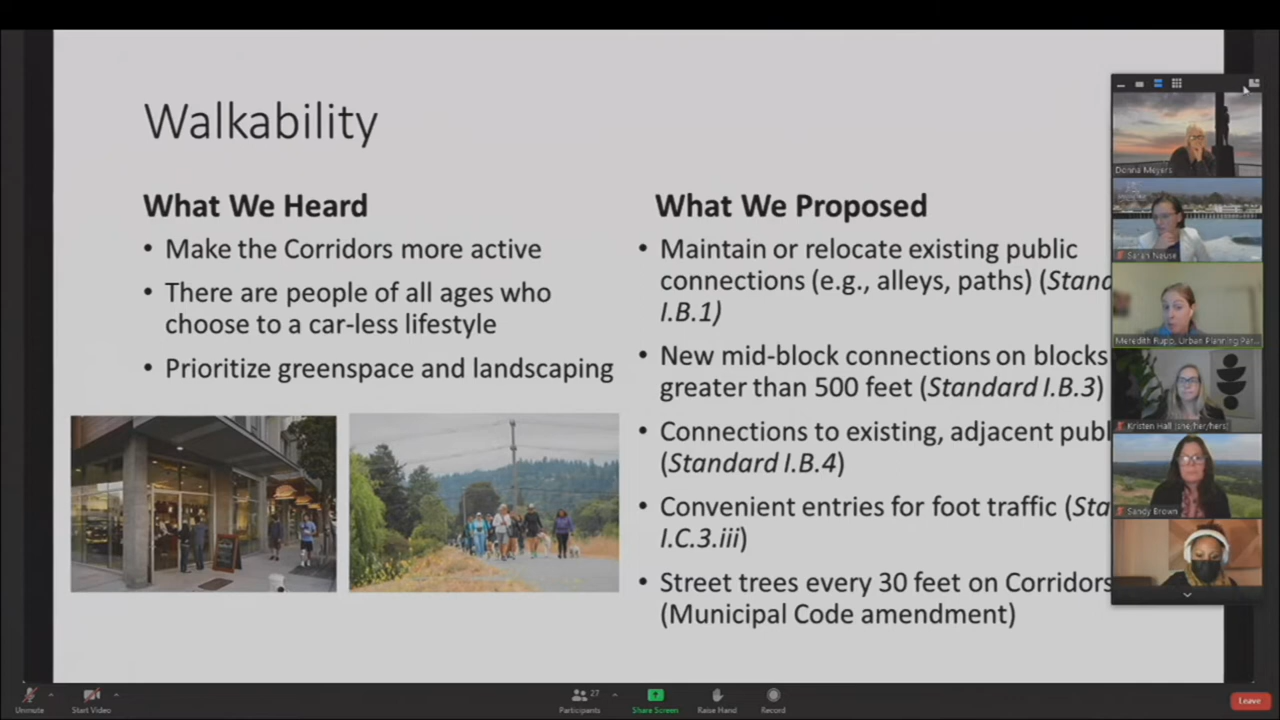 Walkability
What We Heard
• Make the Corridors more active
• There are people of all ages who
choose to a car-less lifestyle
• Prioritize greenspace and landscaping
What We Proposed
• Maintain or relocate existing public
connections (e.g., alleys, paths) (Stand
I.B.1)
• New mid-block connections on blocks
greater than 500 feet (Standard I.B.3)
• Connections to existing, adjacent publ
(Standard I.B.4)
• Convenient entries for foot traffic (Sta
I.C.3.iii)
• Street trees every 30 feet on Corridors
(Municipal Code amendment)
Donna Meyers
Sarah Neuse
Meredith Rupp, Urban Planning Par...
Kristen Hall (she/her/hers)
Sandy Brown
Unmute
Start Video
27
Participants
Share Screen
Raise Hand
Record
Leave